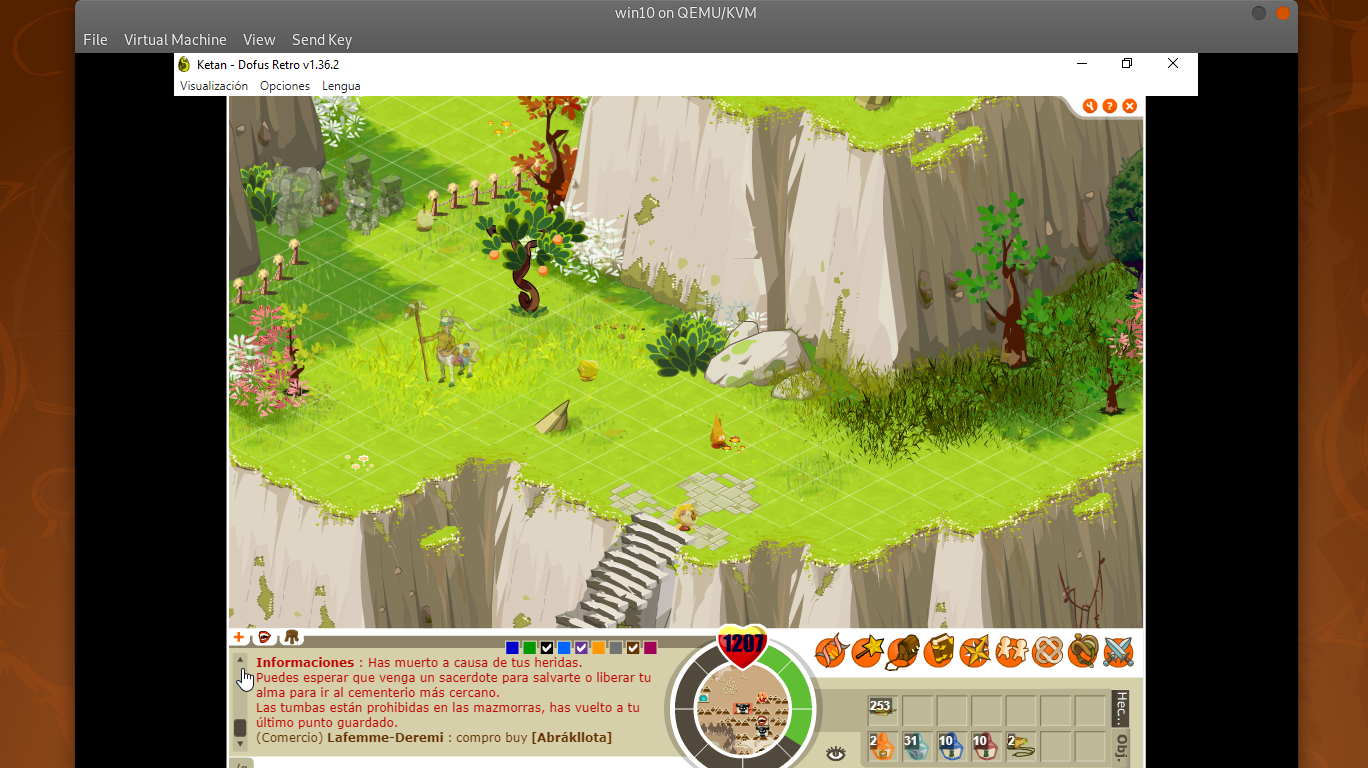 win10 on QEMU/KVM
File Virtual Machine View Send Key
Ketan - Dofus Retro v1.36.2
Visualización Opciones Lengua
?
1207
Informaciones : Has muerto a causa de tus heridas.
Puedes esperar que venga un sacerdote para salvarte o liberar tu
alma para ir al cementerio más cercano.
Las tumbas están prohibidas en las mazmorras, has vuelto a tu
último punto guardado.
(Comercio) Lafemme-Deremi : compro buy [Abrákllota]
253
Hec...
2 31 10 10 2
Obj.